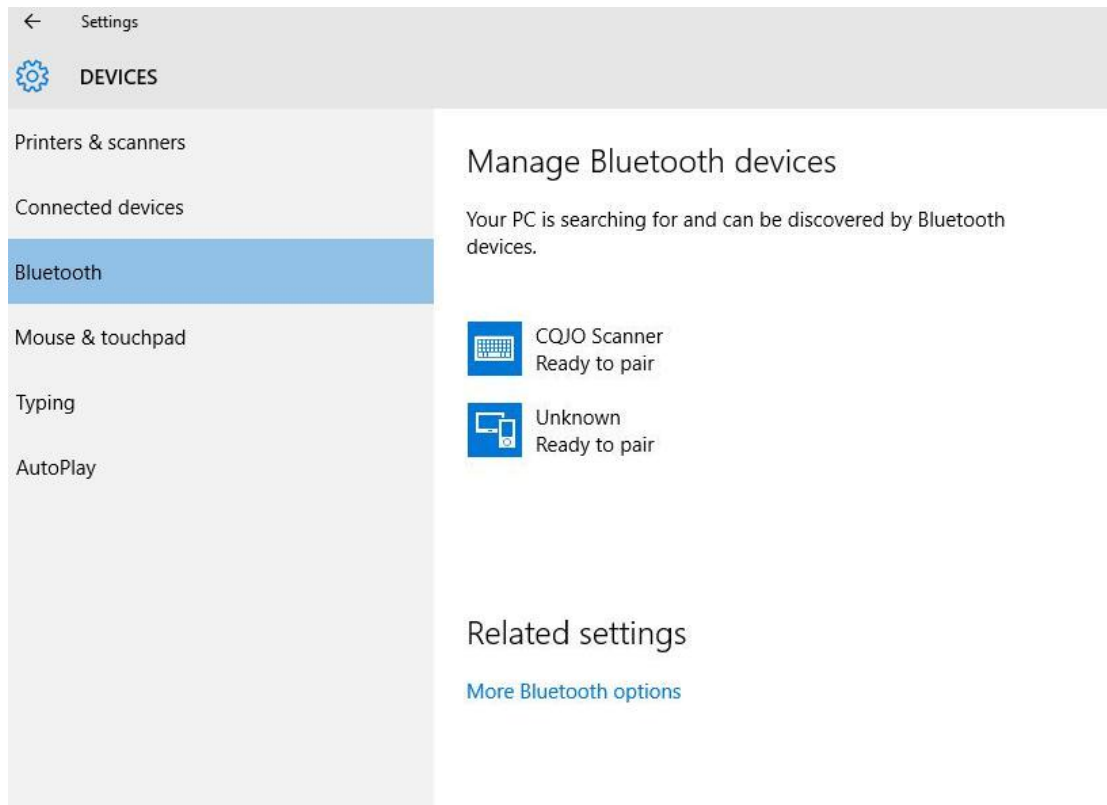 Settings
DEVICES
Printers & scanners
Connected devices
Bluetooth
Mouse & touchpad
Typing
AutoPlay
Manage Bluetooth devices
Your PC is searching for and can be discovered by Bluetooth
devices.
CQJO Scanner
Ready to pair
Unknown
Ready to pair
Related settings
More Bluetooth options